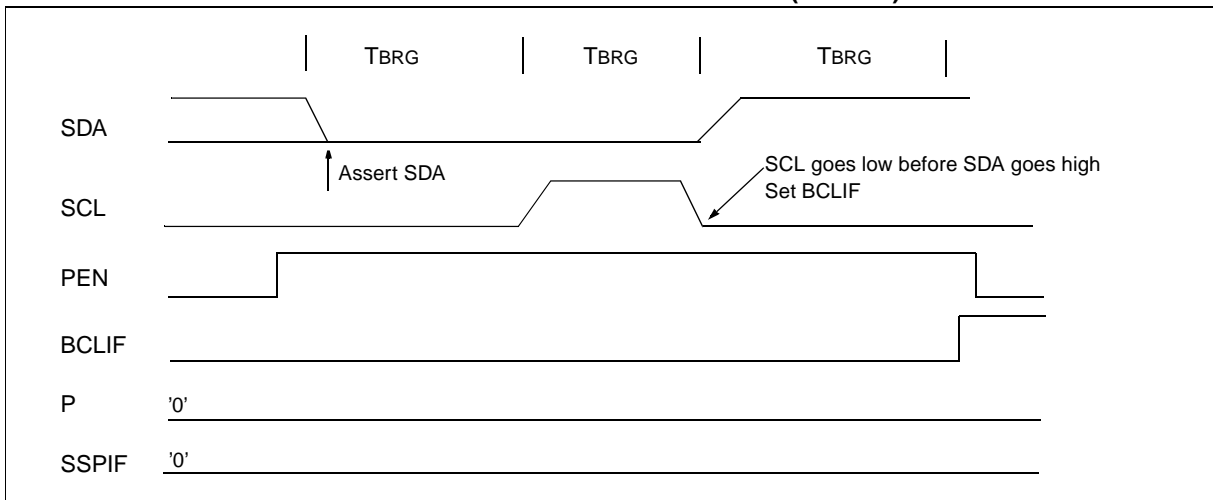 TBRG TBRG TBRG
SDA
Assert SDA
SCL goes low before SDA goes high
Set BCLIF
SCL
PEN
BCLIF
P '0'
SSPIF '0'